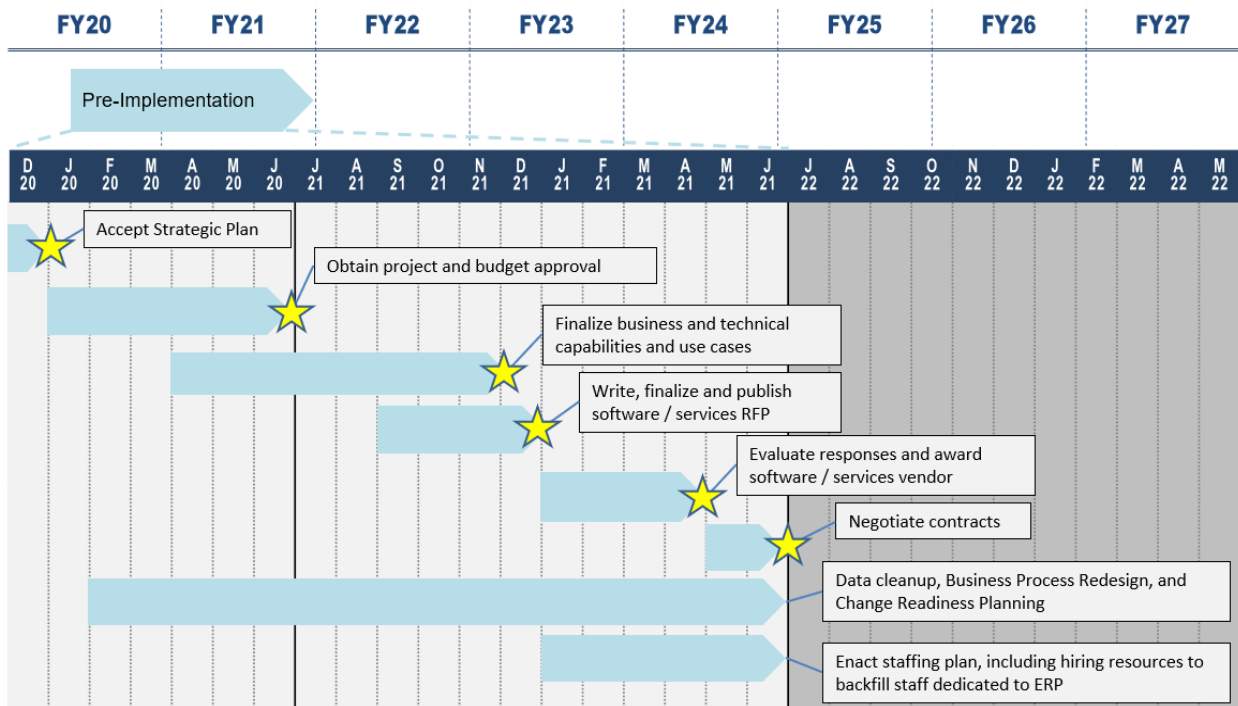 FY20 FY21 FY22 FY23 FY24 FY25 FY26 FY27
Pre-Implementation
D J F M A M J J A S O N D J F M A M J J A S O N D J F M A M
20 20 20 20 20 20 20 21 21 21 21 21 21 21 21 21 21 21 21 22 22 22 22 22 22 22 22 22 22 22
Accept Strategic Plan
Obtain project and budget approval
Finalize business and technical
capabilities and use cases
Write, finalize and publish
software / services RFP
Evaluate responses and award
software / services vendor
Negotiate contracts
Data cleanup, Business Process Redesign, and
Change Readiness Planning
Enact staffing plan, including hiring resources to
backfill staff dedicated to ERP